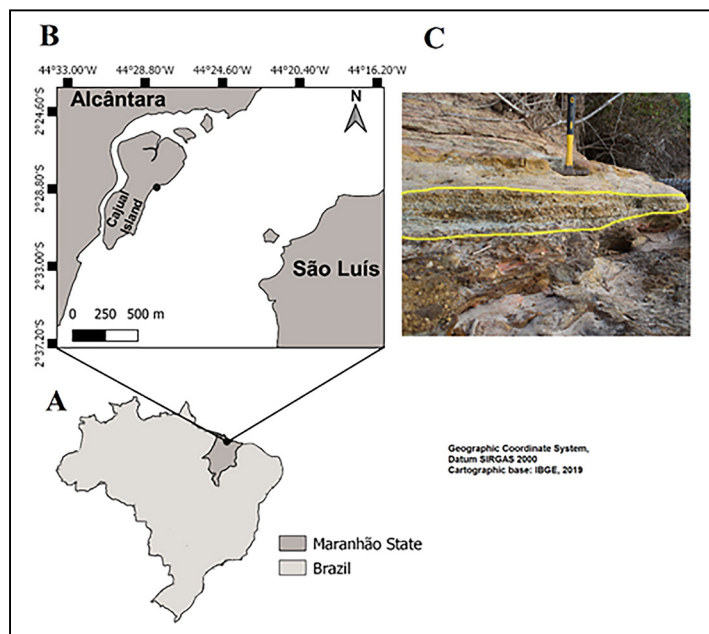 B
C
44°33.00'W 44°28.80'W 44°24.60'W 44°20.40'W 44°16.20'W
2°24.60'S
2°28.80'S
2°33.00'S
2°37.20'S
Alcântara
N
Cajual
Island
São Luís
0 250 500 m
A
Geographic Coordinate System,
Datum SIRGAS 2000
Cartographic base: IBGE, 2019
Maranhão State
Brazil